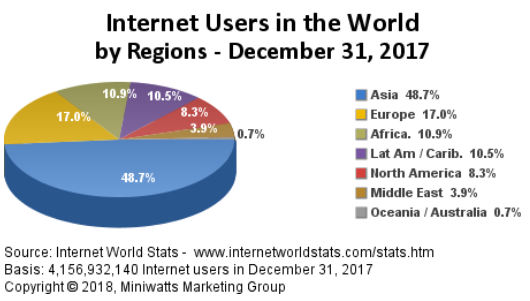 Internet Users in the World
by Regions - December 31, 2017
10.9%
10.5%
8.3%
17.0%
3.9%
0.7%
48.7%
Asia 48.7%
Europe 17.0%
Africa. 10.9%
Lat Am / Carib. 10.5%
North America 8.3%
Middle East 3.9%
Oceania / Australia 0.7%
Source: Internet World Stats - www.internetworldstats.com/stats.htm
Basis: 4,156,932,140 Internet users in December 31, 2017
Copyright © 2018, Miniwatts Marketing Group